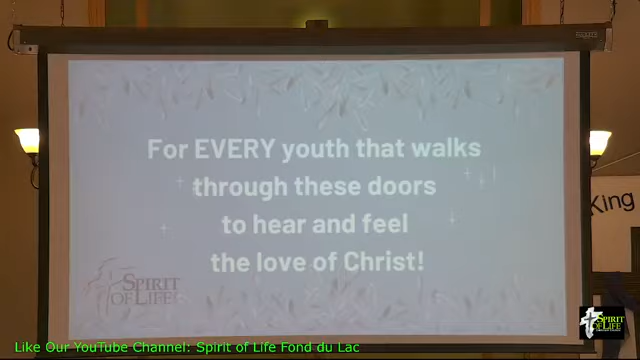 For EVERY youth that walks
through these doors
to hear and feel
the love of Christ!
SPIRIT
OF LIFE
King
SPIRIT
OF LIFE
Like Our YouTube Channel: Spirit of Life Fond du Lac